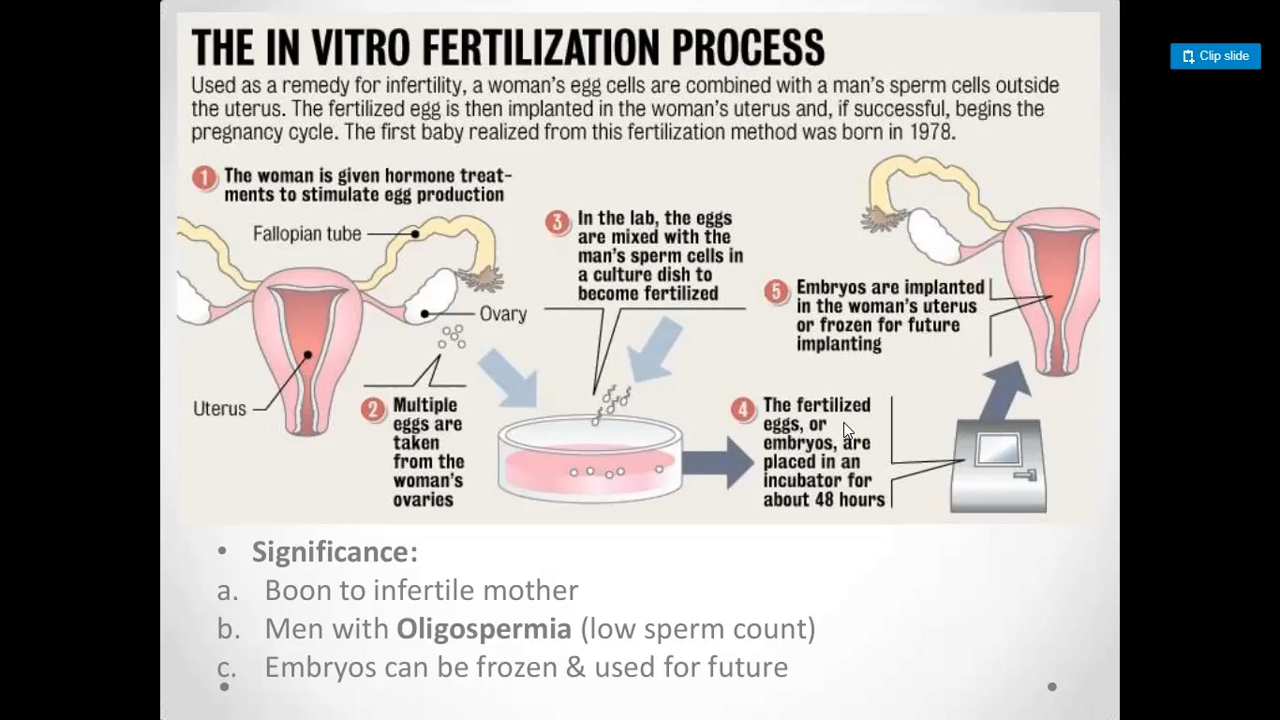 Clip slide
THE IN VITRO FERTILIZATION PROCESS
Used as a remedy for infertility, a woman's egg cells are combined with a man's sperm cells outside
the uterus. The fertilized egg is then implanted in the woman's uterus and, if successful, begins the
pregnancy cycle. The first baby realized from this fertilization method was born in 1978.
1 The woman is given hormone treat-
ments to stimulate egg production
Fallopian tube
Ovary
Uterus
2 Multiple
eggs are
taken
from the
woman's
ovaries
3 In the lab, the eggs
are mixed with the
man's sperm cells in
a culture dish to
become fertilized
4 The fertilized
eggs, or
embryos, are
placed in an
incubator for
about 48 hours
5 Embryos are implanted
in the woman's uterus
or frozen for future
implanting
• Significance:
a. Boon to infertile mother
b. Men with Oligospermia (low sperm count)
c. Embryos can be frozen & used for future